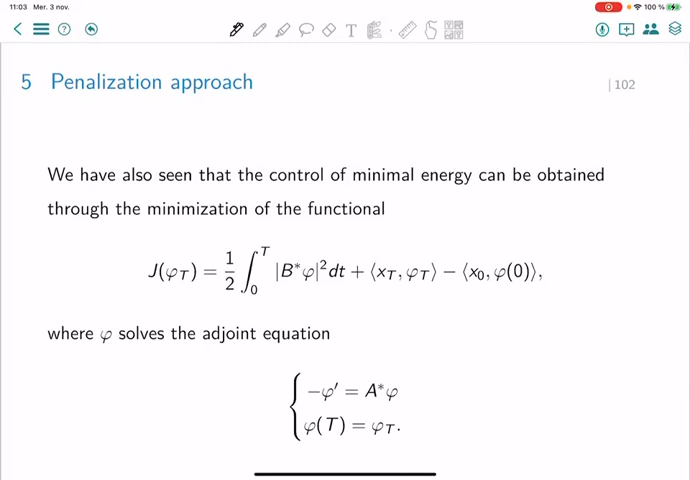 11:03 Mer. 3 nov.
100 %
5 Penalization approach
| 102
We have also seen that the control of minimal energy can be obtained
through the minimization of the functional
J(φ_T) = 1/2 ∫_0^T |B*φ|² dt + ⟨x_T, φ_T⟩ − ⟨x_0, φ(0)⟩,
where φ solves the adjoint equation
−φ′ = A*φ
φ(T) = φ_T.